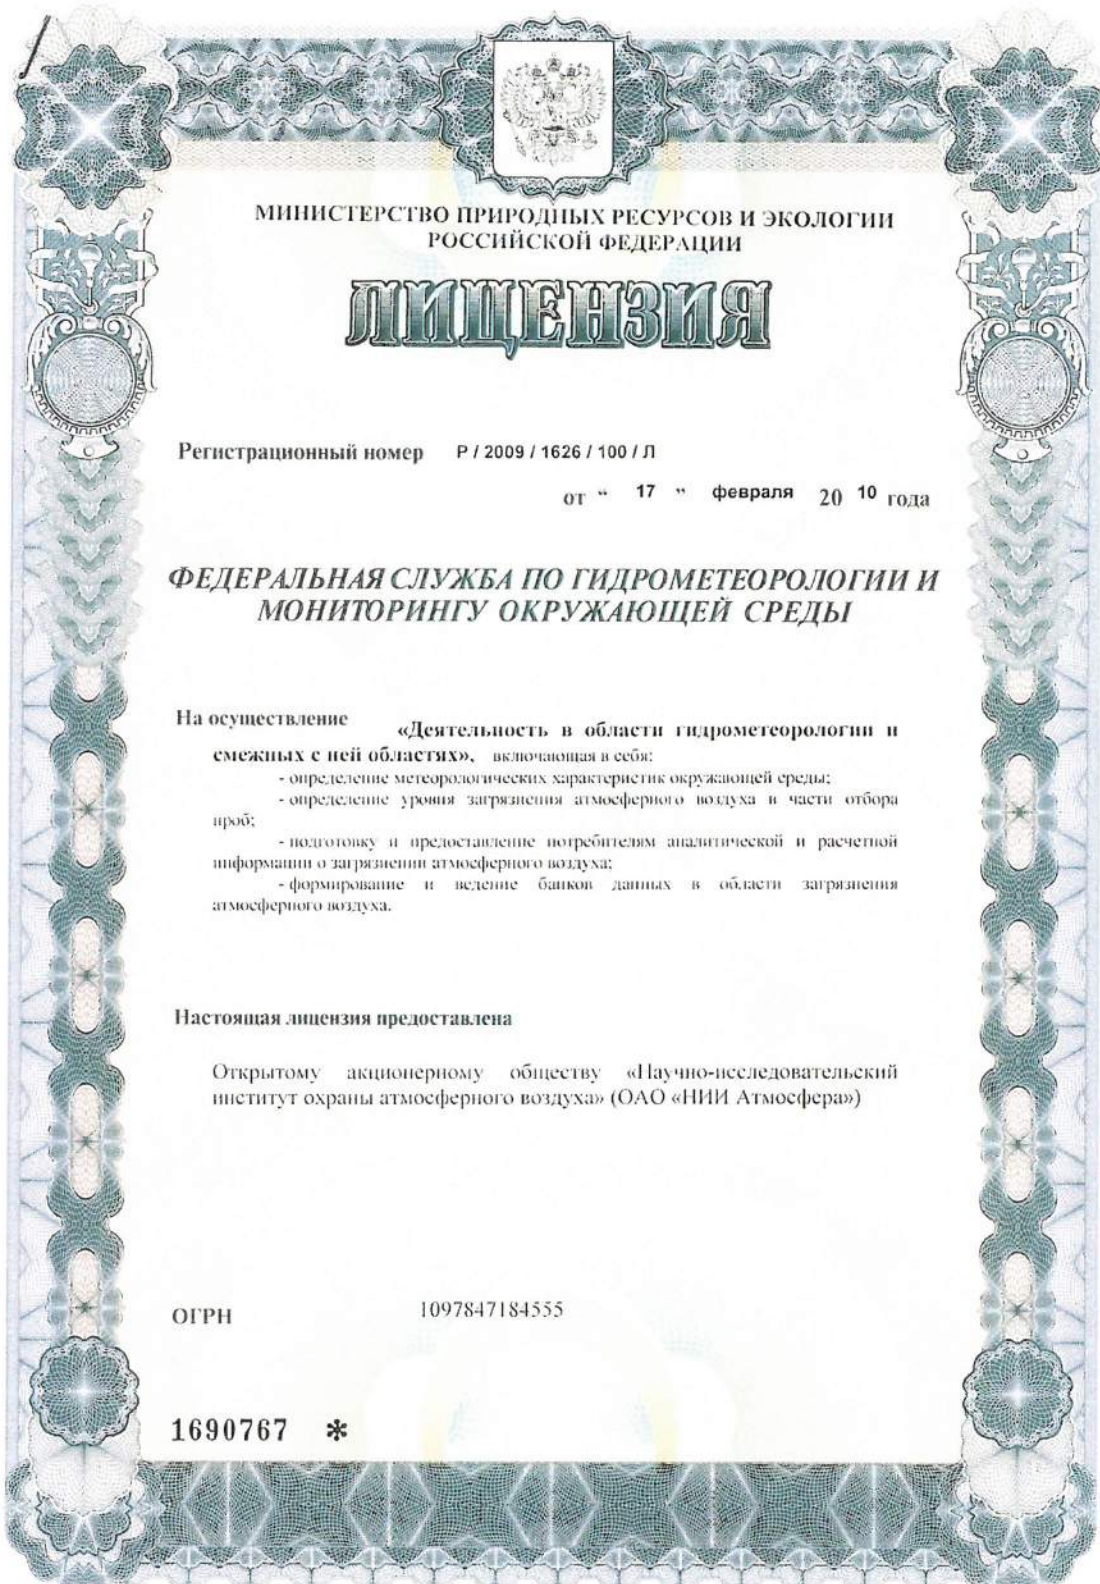 МИНИСТЕРСТВО ПРИРОДНЫХ РЕСУРСОВ И ЭКОЛОГИИ
РОССИЙСКОЙ ФЕДЕРАЦИИ
ЛИЦЕНЗИЯ
Регистрационный номер Р / 2009 / 1626 / 100 / Л
от “ 17 ” февраля 20 10 года
ФЕДЕРАЛЬНАЯ СЛУЖБА ПО ГИДРОМЕТЕОРОЛОГИИ И
МОНИТОРИНГУ ОКРУЖАЮЩЕЙ СРЕДЫ
На осуществление «Деятельность в области гидрометеорологии и
смежных с ней областях», включающая в себя:
- определение метеорологических характеристик окружающей среды;
- определение уровня загрязнения атмосферного воздуха в части отбора
проб;
- подготовку и предоставление потребителям аналитической и расчетной
информации о загрязнении атмосферного воздуха;
- формирование и ведение банков данных в области загрязнения
атмосферного воздуха.
Настоящая лицензия предоставлена
Открытому акционерному обществу «Научно-исследовательский
институт охраны атмосферного воздуха» (ОАО «НИИ Атмосфера»)
ОГРН 1097847184555
1690767 *